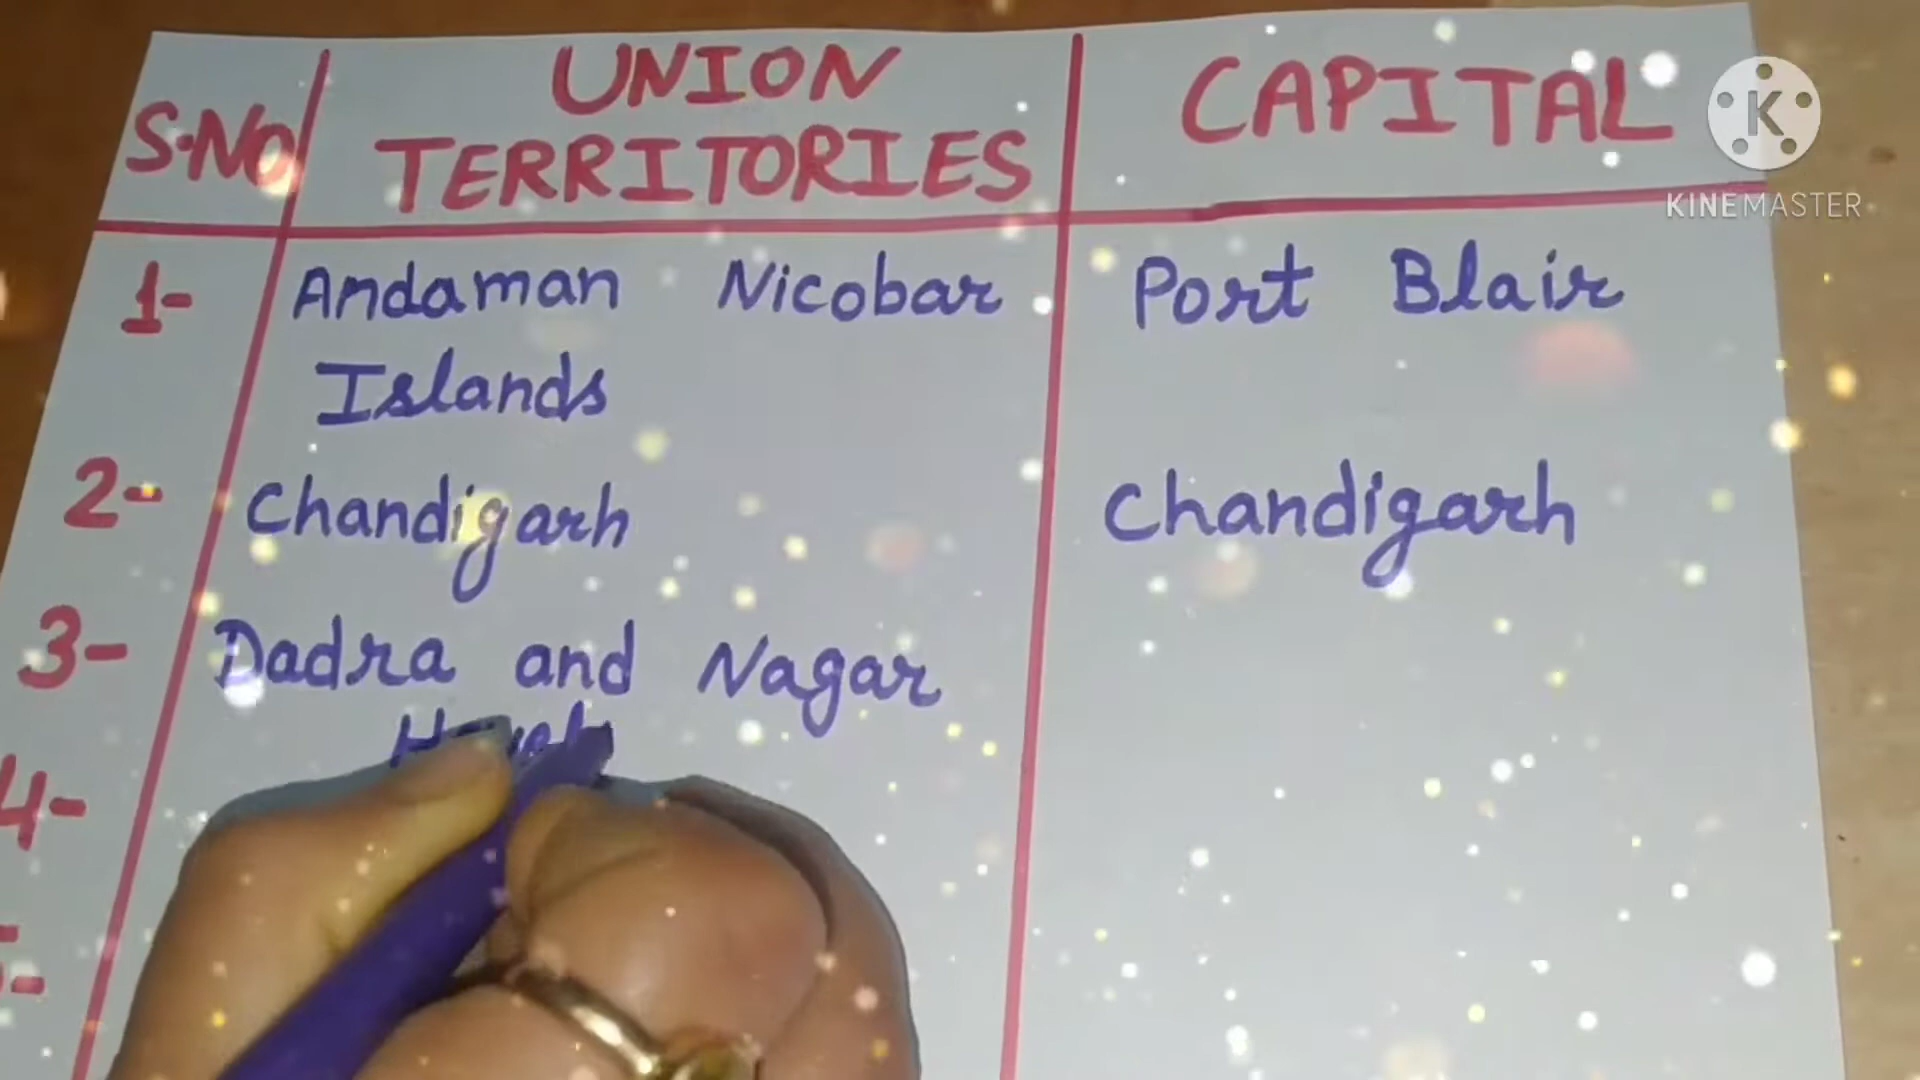 S.No UNION TERRITORIES CAPITAL
1- Andaman Nicobar Port Blair
Islands
2- Chandigarh Chandigarh
3- Dadra and Nagar
4-
K
KINEMASTER